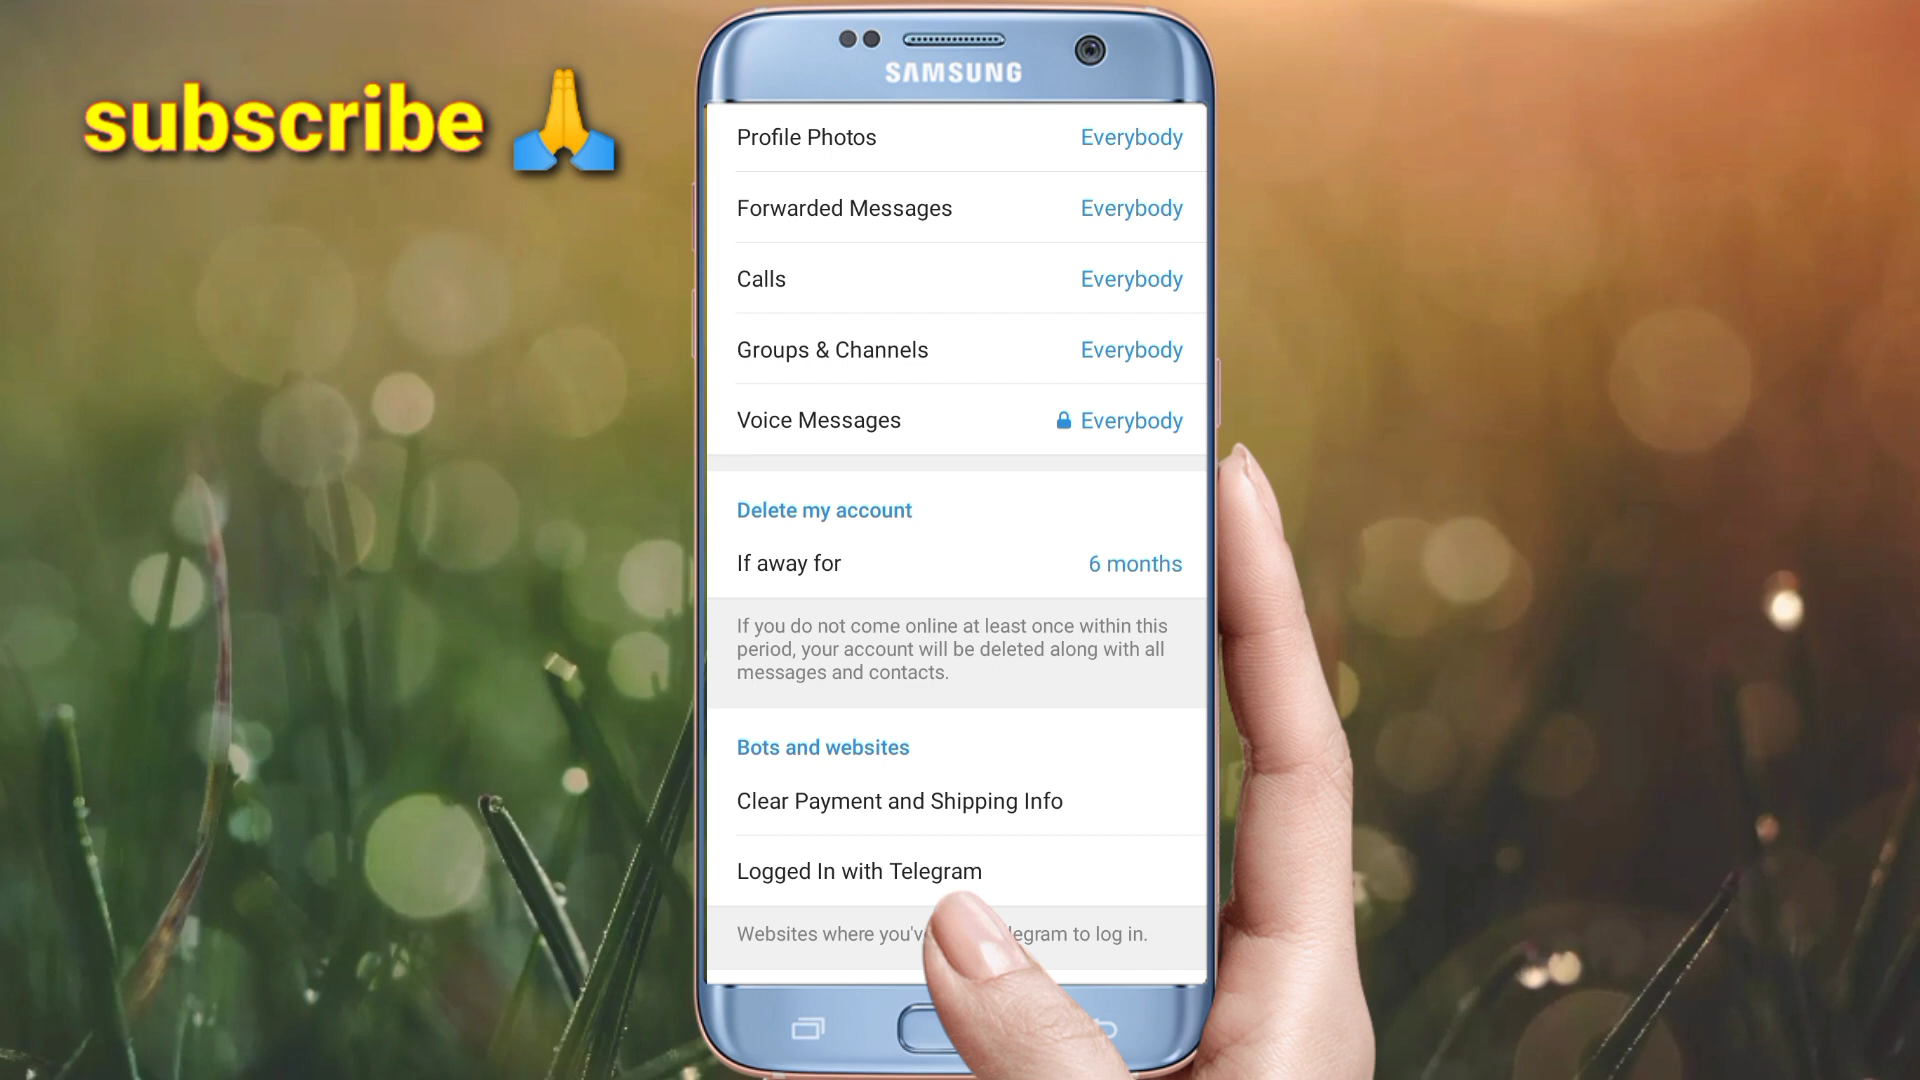 subscribe 🙏
SAMSUNG
Profile Photos Everybody
Forwarded Messages Everybody
Calls Everybody
Groups & Channels Everybody
Voice Messages Everybody
Delete my account
If away for 6 months
If you do not come online at least once within this
period, your account will be deleted along with all
messages and contacts.
Bots and websites
Clear Payment and Shipping Info
Logged In with Telegram
Websites where you'v egram to log in.